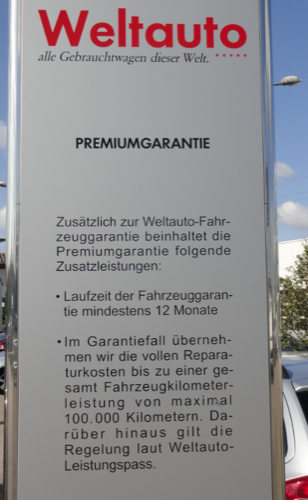 Weltauto
alle Gebrauchtwagen dieser Welt. *****
PREMIUMGARANTIE
Zusätzlich zur Weltauto-Fahr-
zeuggarantie beinhaltet die
Premiumgarantie folgende
Zusatzleistungen:
• Laufzeit der Fahrzeuggaran-
tie mindestens 12 Monate
• Im Garantiefall überneh-
men wir die vollen Repara-
turkosten bis zu einer ge-
samt Fahrzeugkilometer-
leistung von maximal
100.000 Kilometern. Da-
rüber hinaus gilt die
Regelung laut Weltauto-
Leistungspass.